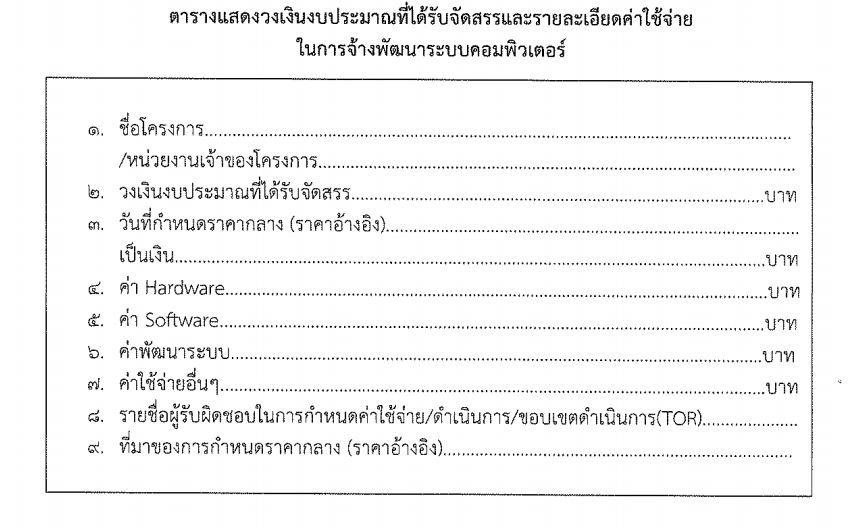 ตารางแสดงวงเงินงบประมาณที่ได้รับจัดสรรและรายละเอียดค่าใช้จ่าย
ในการจ้างพัฒนาระบบคอมพิวเตอร์
๑. ชื่อโครงการ....................................................................................................
/หน่วยงานเจ้าของโครงการ....................................................................................
๒. วงเงินงบประมาณที่ได้รับจัดสรร.......................................................................บาท
๓. วันที่กำหนดราคากลาง (ราคาอ้างอิง).......................................................................
เป็นเงิน....................................................................................................บาท
๔. ค่า Hardware............................................................................................บาท
๕. ค่า Software.............................................................................................บาท
๖. ค่าพัฒนาระบบ...........................................................................................บาท
๗. ค่าใช้จ่ายอื่นๆ.............................................................................................บาท
๘. รายชื่อผู้รับผิดชอบในการกำหนดค่าใช้จ่าย/ดำเนินการ/ขอบเขตดำเนินการ(TOR)....................
๙. ที่มาของการกำหนดราคากลาง (ราคาอ้างอิง)...........................................................